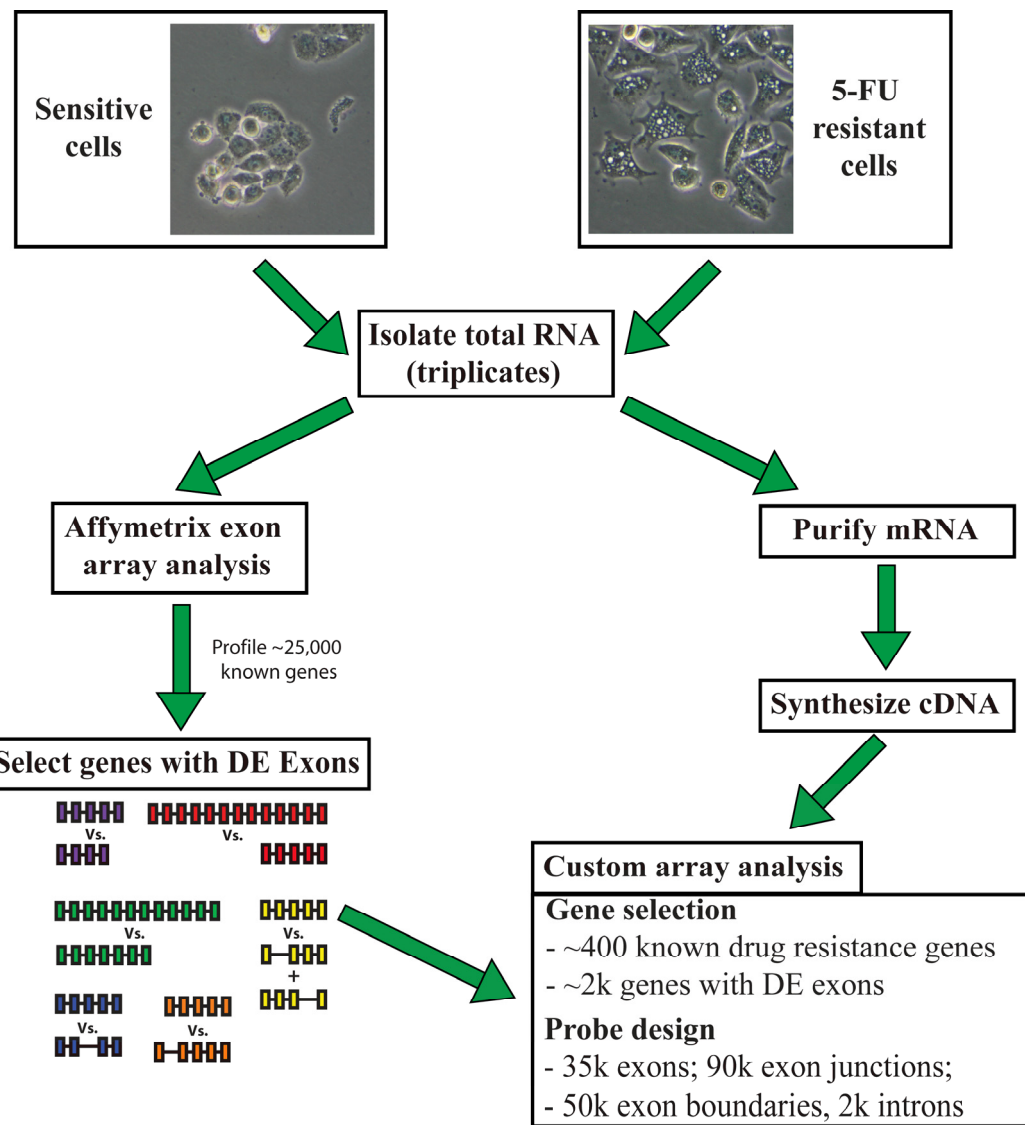 Sensitive
cells
5-FU
resistant
cells
Isolate total RNA
(triplicates)
Affymetrix exon
array analysis
Purify mRNA
Profile ~25,000
known genes
Synthesize cDNA
Select genes with DE Exons
Vs.
Vs.
Vs.
Vs.
+
Vs.
Vs.
Custom array analysis
Gene selection
- ~400 known drug resistance genes
- ~2k genes with DE exons
Probe design
- 35k exons; 90k exon junctions;
- 50k exon boundaries, 2k introns